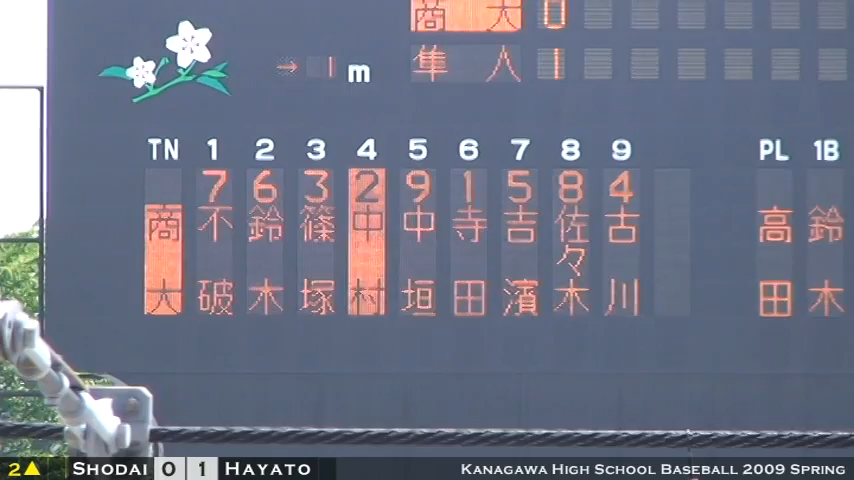 商大 0
→ 1 m 隼人 1
TN 1 2 3 4 5 6 7 8 9 PL 1B
7 6 3 2 9 1 5 8 4
商大 不破 鈴木 篠塚 中村 中垣 寺田 吉濱 佐々木 古川 高田 鈴木
2▲ SHODAI 0 1 HAYATO KANAGAWA HIGH SCHOOL BASEBALL 2009 SPRING